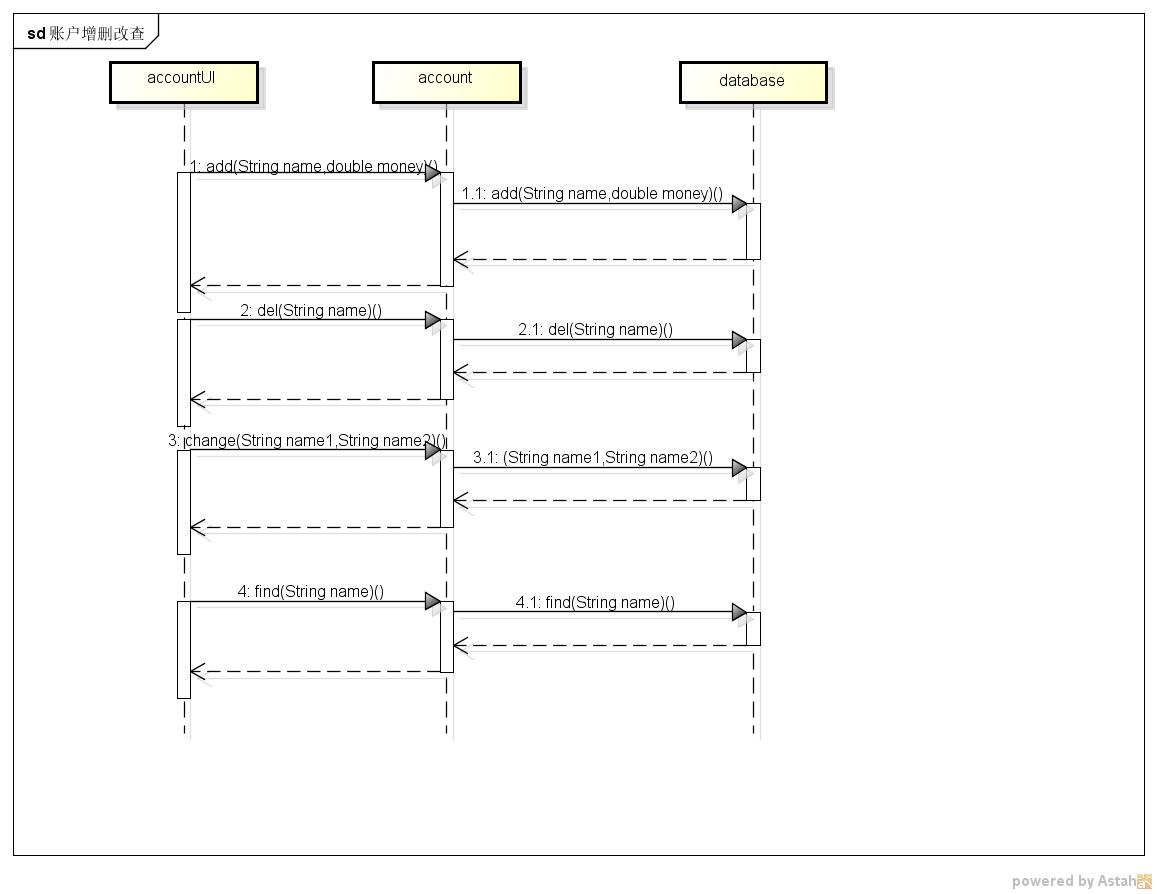 sd 账户增删改查
accountUI
account
database
1: add(String name,double money)()
1.1: add(String name,double money)()
2: del(String name)()
2.1: del(String name)()
3: change(String name1,String name2)()
3.1: (String name1,String name2)()
4: find(String name)()
4.1: find(String name)()
powered by Astah